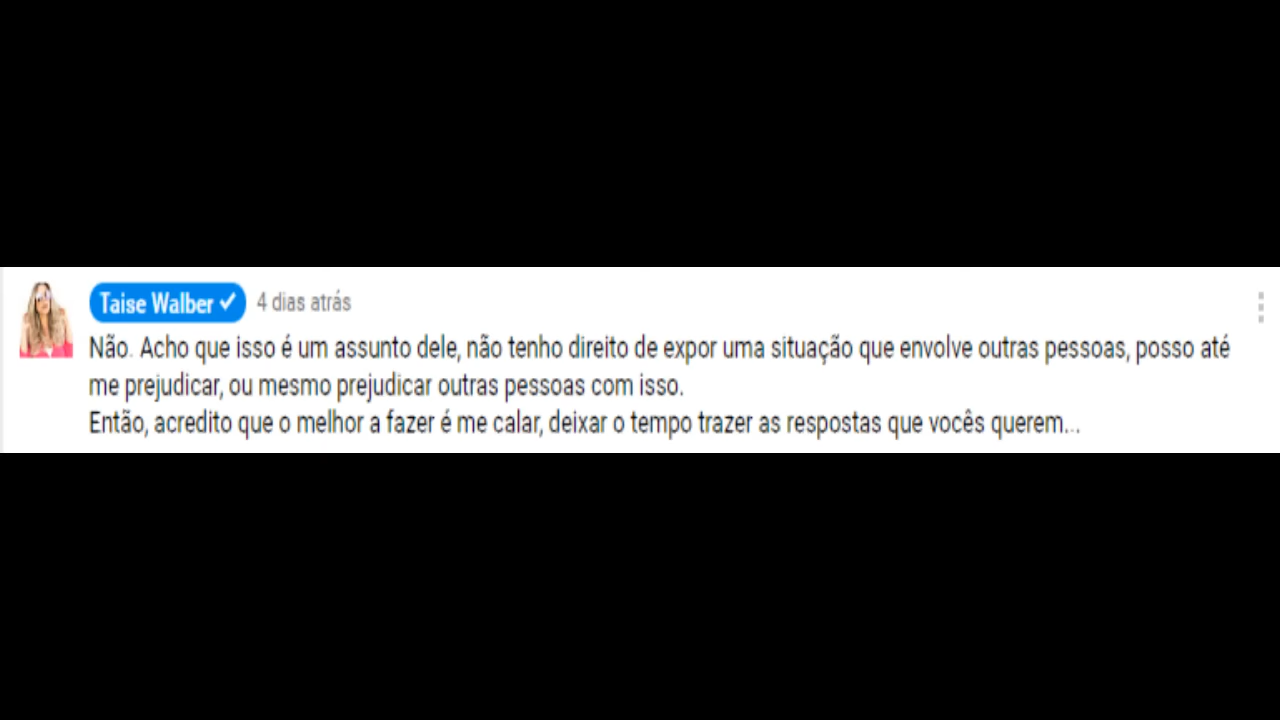 Taise Walber ✓ 4 dias atrás
Não. Acho que isso é um assunto dele, não tenho direito de expor uma situação que envolve outras pessoas, posso até
me prejudicar, ou mesmo prejudicar outras pessoas com isso.
Então, acredito que o melhor a fazer é me calar, deixar o tempo trazer as respostas que vocês querem...